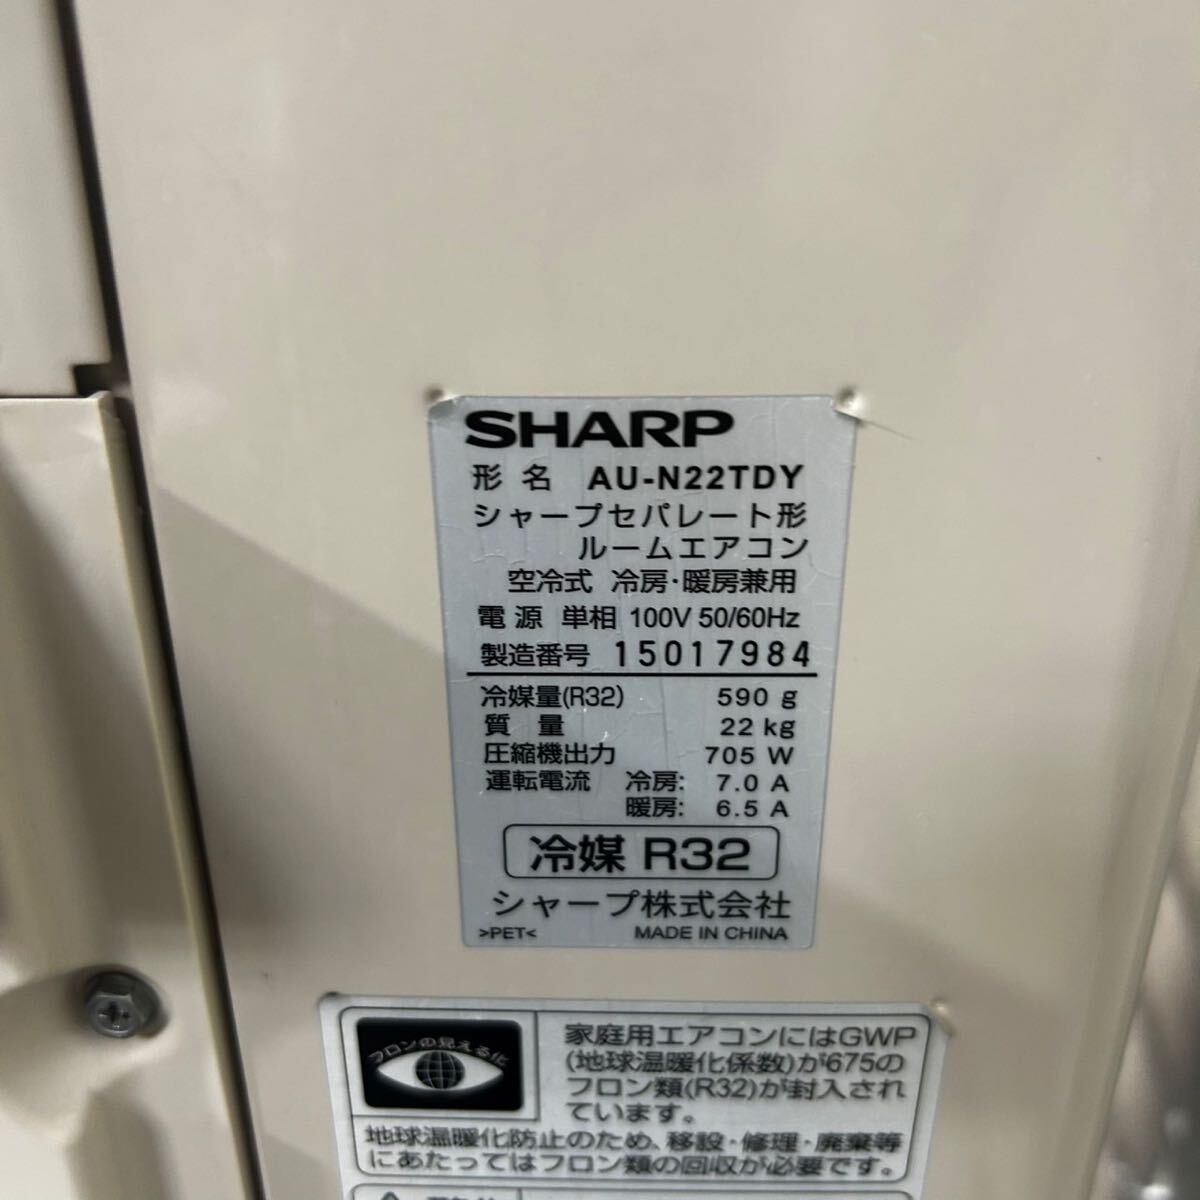 SHARP
形名 AU-N22TDY
シャープセパレート形
ルームエアコン
空冷式 冷房・暖房兼用
電源 単相 100V 50/60Hz
製造番号 15017984
冷媒量(R32) 590 g
質量 22 kg
圧縮機出力 705 W
運転電流 冷房: 7.0 A
暖房: 6.5 A
冷媒 R32
シャープ株式会社
>PET< MADE IN CHINA
フロンの見える化
家庭用エアコンにはGWP
(地球温暖化係数)が675の
フロン類(R32)が封入され
ています。
地球温暖化防止のため、移設・修理・廃棄等
にあたってはフロン類の回収が必要です。